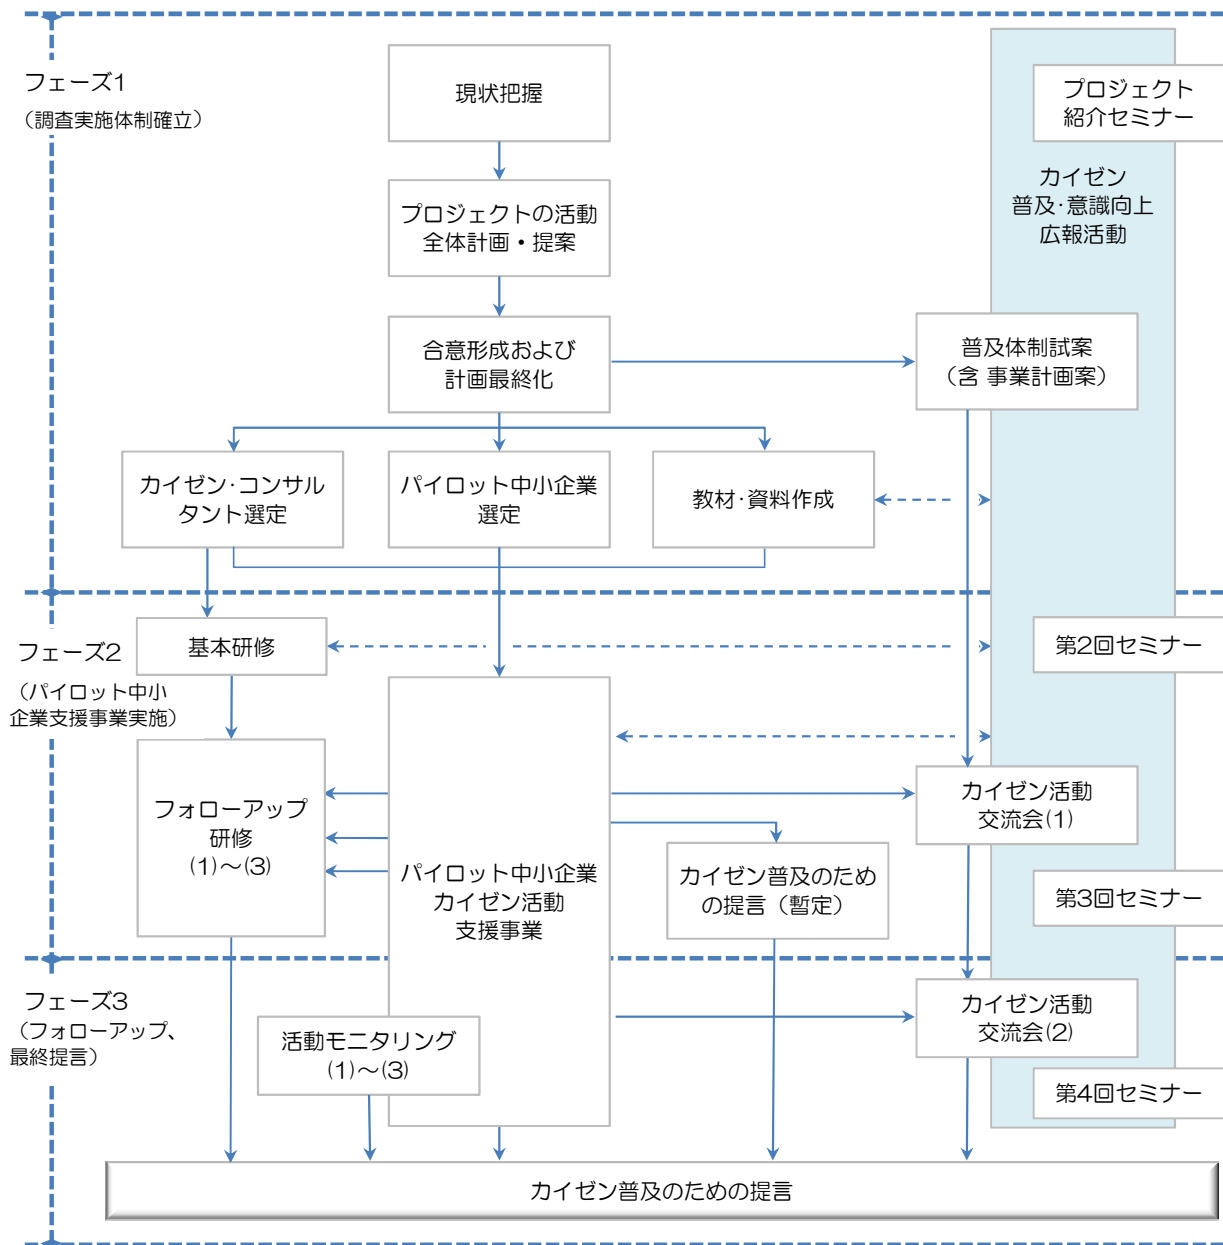 フェーズ1
（調査実施体制確立）
現状把握
プロジェクト
紹介セミナー
カイゼン
普及･意識向上
広報活動
プロジェクトの活動
全体計画・提案
合意形成および
計画最終化
普及体制試案
（含 事業計画案）
カイゼン･コンサル
タント選定
パイロット中小企業
選定
教材･資料作成
フェーズ2
（パイロット中小
企業支援事業実施）
基本研修
第2回セミナー
フォローアップ
研修
(1)～(3)
パイロット中小企業
カイゼン活動
支援事業
カイゼン普及のため
の提言（暫定）
カイゼン活動
交流会(1)
第3回セミナー
フェーズ3
（フォローアップ、
最終提言）
活動モニタリング
(1)～(3)
カイゼン活動
交流会(2)
第4回セミナー
カイゼン普及のための提言